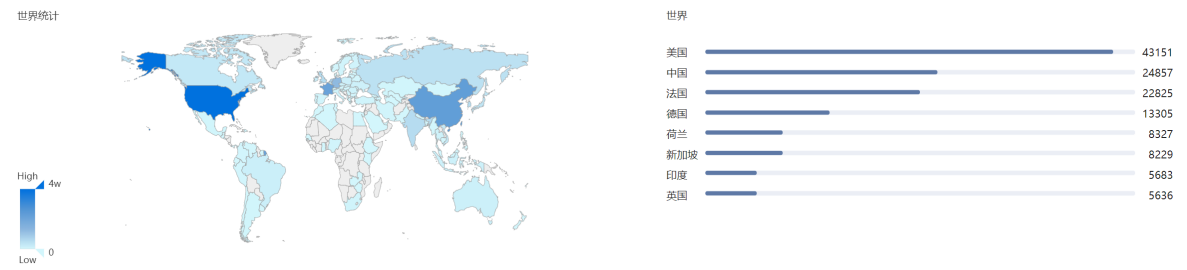 世界统计
High
4w
0
Low
世界
美国 43151
中国 24857
法国 22825
德国 13305
荷兰 8327
新加坡 8229
印度 5683
英国 5636